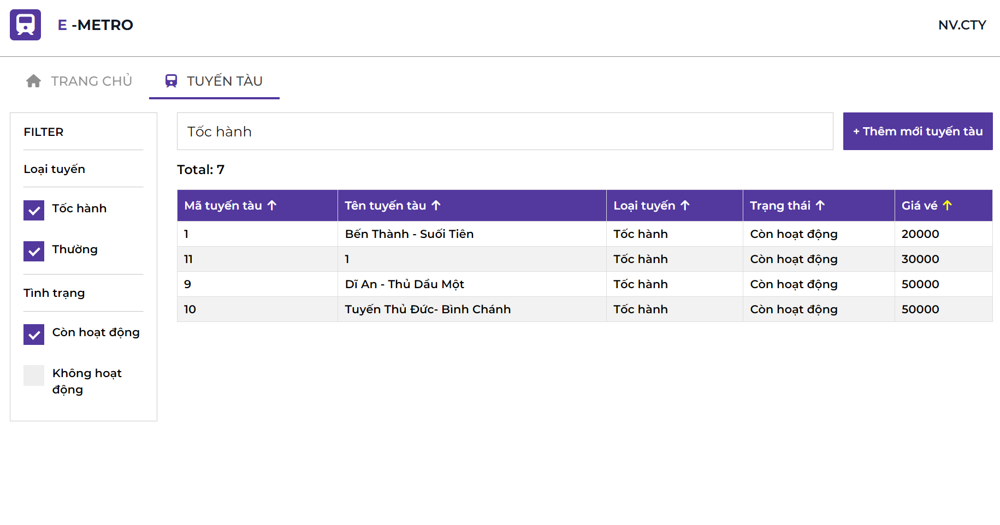 E -METRO
NV.CTY
TRANG CHỦ
TUYẾN TÀU
FILTER
Loại tuyến
Tốc hành
Thường
Tình trạng
Còn hoạt động
Không hoạt
động
Tốc hành
+ Thêm mới tuyến tàu
Total: 7
Mã tuyến tàu Tên tuyến tàu Loại tuyến Trạng thái Giá vé
1 Bến Thành - Suối Tiên Tốc hành Còn hoạt động 20000
11 1 Tốc hành Còn hoạt động 30000
9 Dĩ An - Thủ Dầu Một Tốc hành Còn hoạt động 50000
10 Tuyến Thủ Đức- Bình Chánh Tốc hành Còn hoạt động 50000